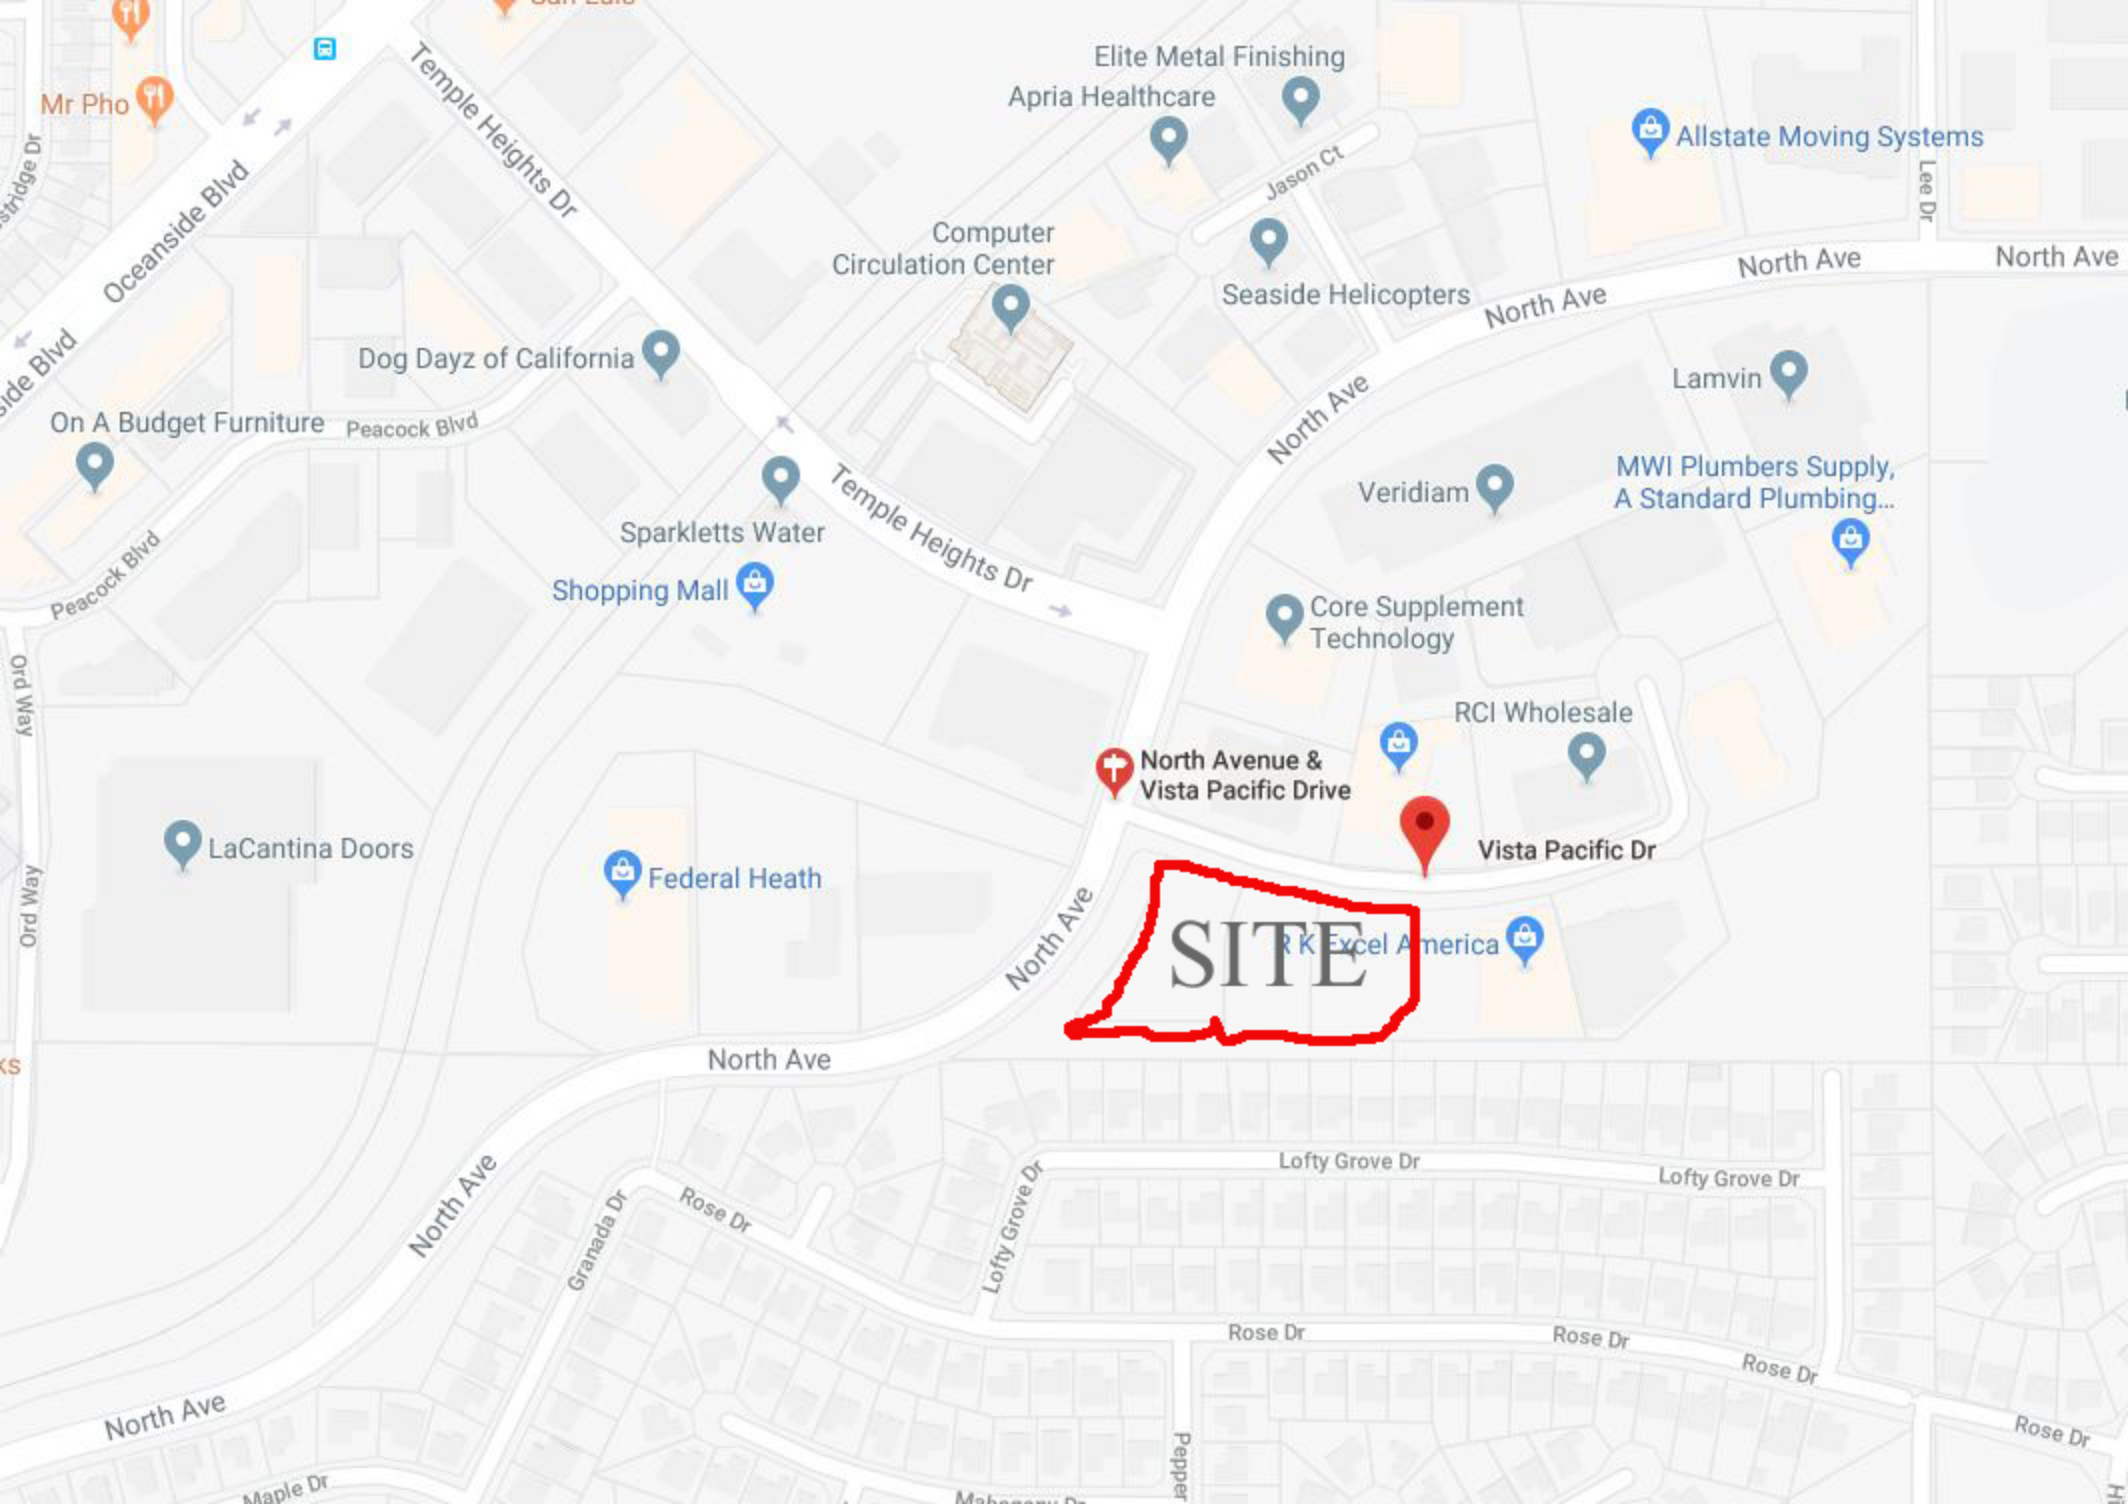 Mr Pho
Oceanside Blvd
Temple Heights Dr
Elite Metal Finishing
Apria Healthcare
Jason Ct
Allstate Moving Systems
Lee Dr
Computer
Circulation Center
Seaside Helicopters
North Ave
North Ave
North Ave
Dog Dayz of California
On A Budget Furniture
Peacock Blvd
North Ave
Lamvin
MWI Plumbers Supply,
A Standard Plumbing...
Veridiam
Sparkletts Water
Temple Heights Dr
Shopping Mall
Peacock Blvd
Core Supplement
Technology
Ord Way
RCI Wholesale
North Avenue &
Vista Pacific Drive
Vista Pacific Dr
LaCantina Doors
Federal Heath
Ord Way
North Ave
SITE
R K Excel America
North Ave
Lofty Grove Dr
Lofty Grove Dr
North Ave
Granada Dr
Rose Dr
Lofty Grove Dr
Rose Dr
Rose Dr
Rose Dr
North Ave
Rose Dr
Pepper
Maple Dr